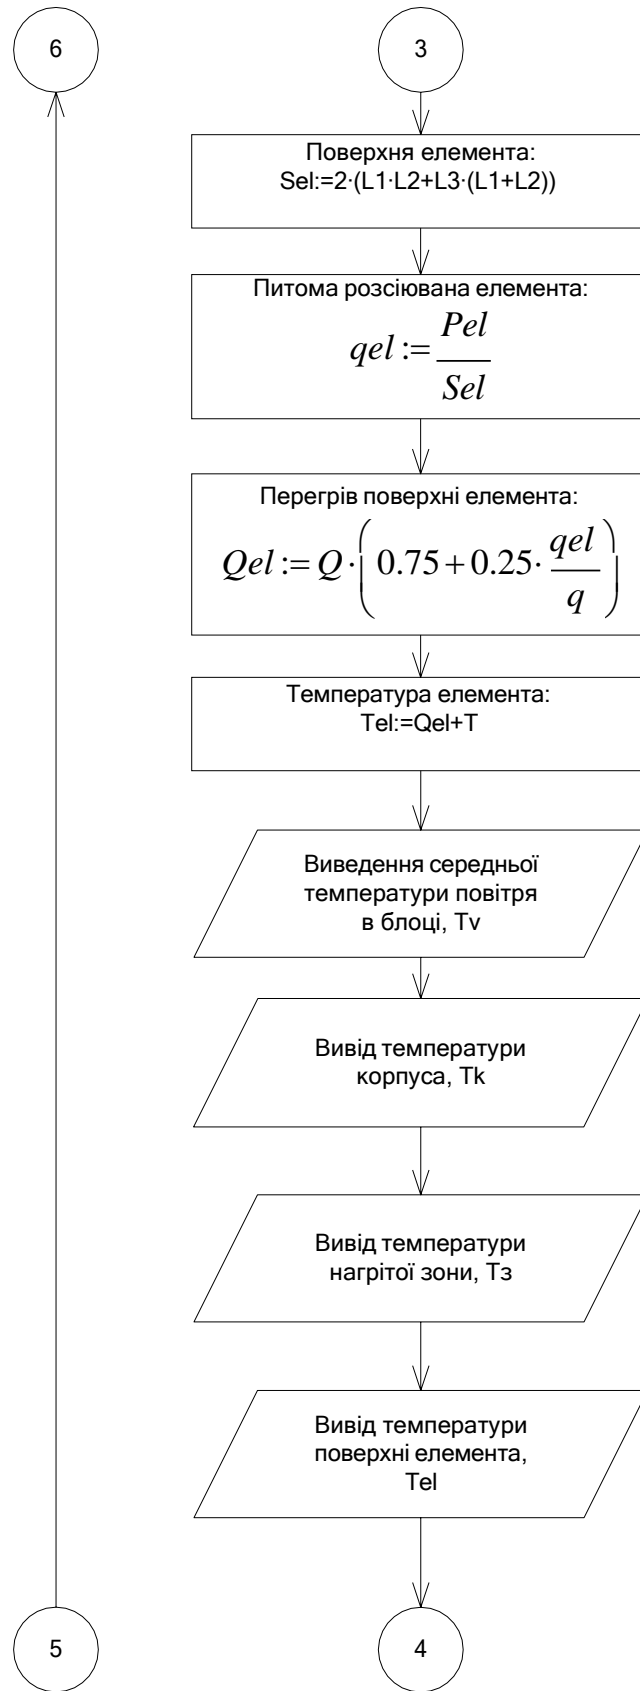 6
3
Поверхня елемента:
Sel:=2·(L1·L2+L3·(L1+L2))
Питома розсіювана елемента:
qel := Pel / Sel
Перегрів поверхні елемента:
Qel := Q · ( 0.75 + 0.25 · qel / q )
Температура елемента:
Tel:=Qel+T
Виведення середньої
температури повітря
в блоці, Tv
Вивід температури
корпуса, Tk
Вивід температури
нагрітої зони, Тз
Вивід температури
поверхні елемента,
Tel
5
4